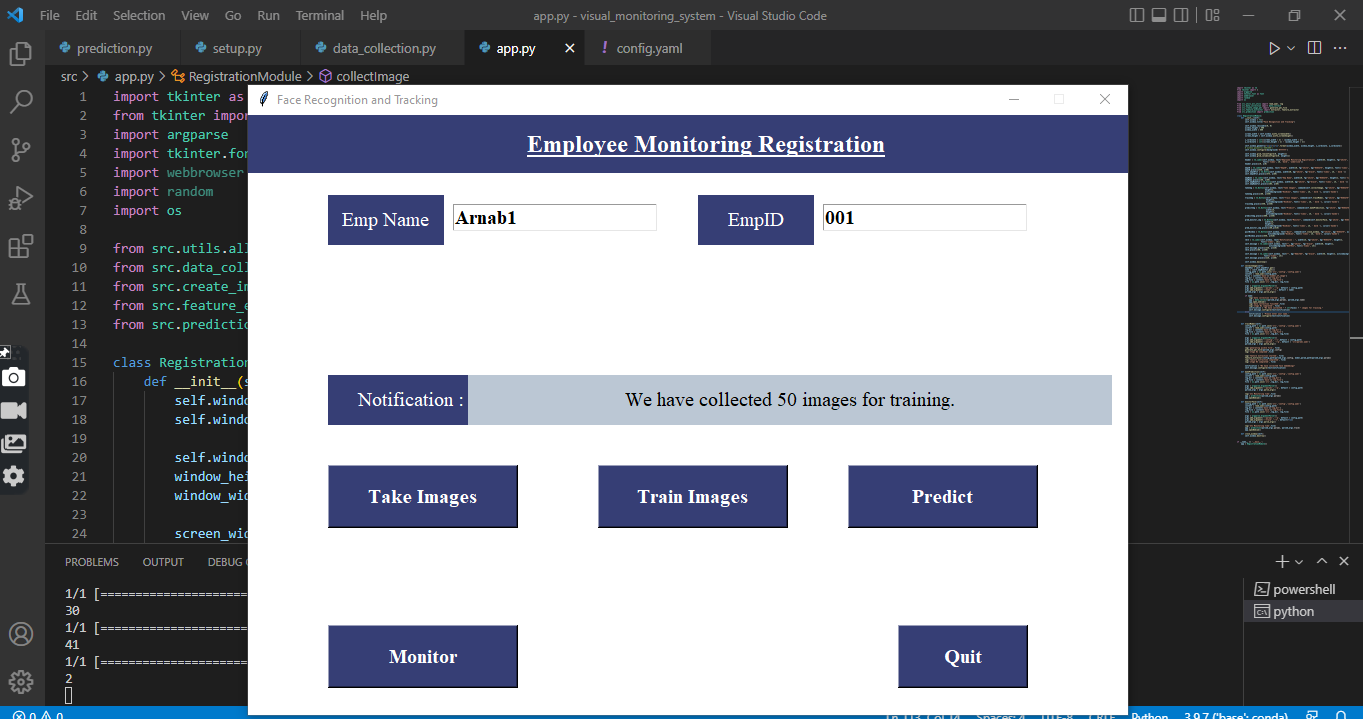 File Edit Selection View Go Run Terminal Help app.py - visual_monitoring_system - Visual Studio Code
prediction.py setup.py data_collection.py app.py ! config.yaml
src > app.py > RegistrationModule > collectImage
1 import tkinter as
2 from tkinter impo
3 import argparse
4 import tkinter.fon
5 import webbrowser
6 import random
7 import os
8
9 from src.utils.all
10 from src.data_coll
11 from src.create_im
12 from src.feature_e
13 from src.predictio
14
15 class Registration
16 def __init__(s
17 self.windo
18 self.windo
19
20 self.windo
21 window_hei
22 window_wid
23
24 screen_wid
Face Recognition and Tracking
Employee Monitoring Registration
Emp Name Arnab1 EmpID 001
Notification : We have collected 50 images for training.
Take Images Train Images Predict
Monitor Quit
PROBLEMS OUTPUT DEBUG
1/1 [=======================
30
1/1 [=======================
41
1/1 [=======================
2
powershell
python
0 0 Python 3.9.7 ('base': conda)